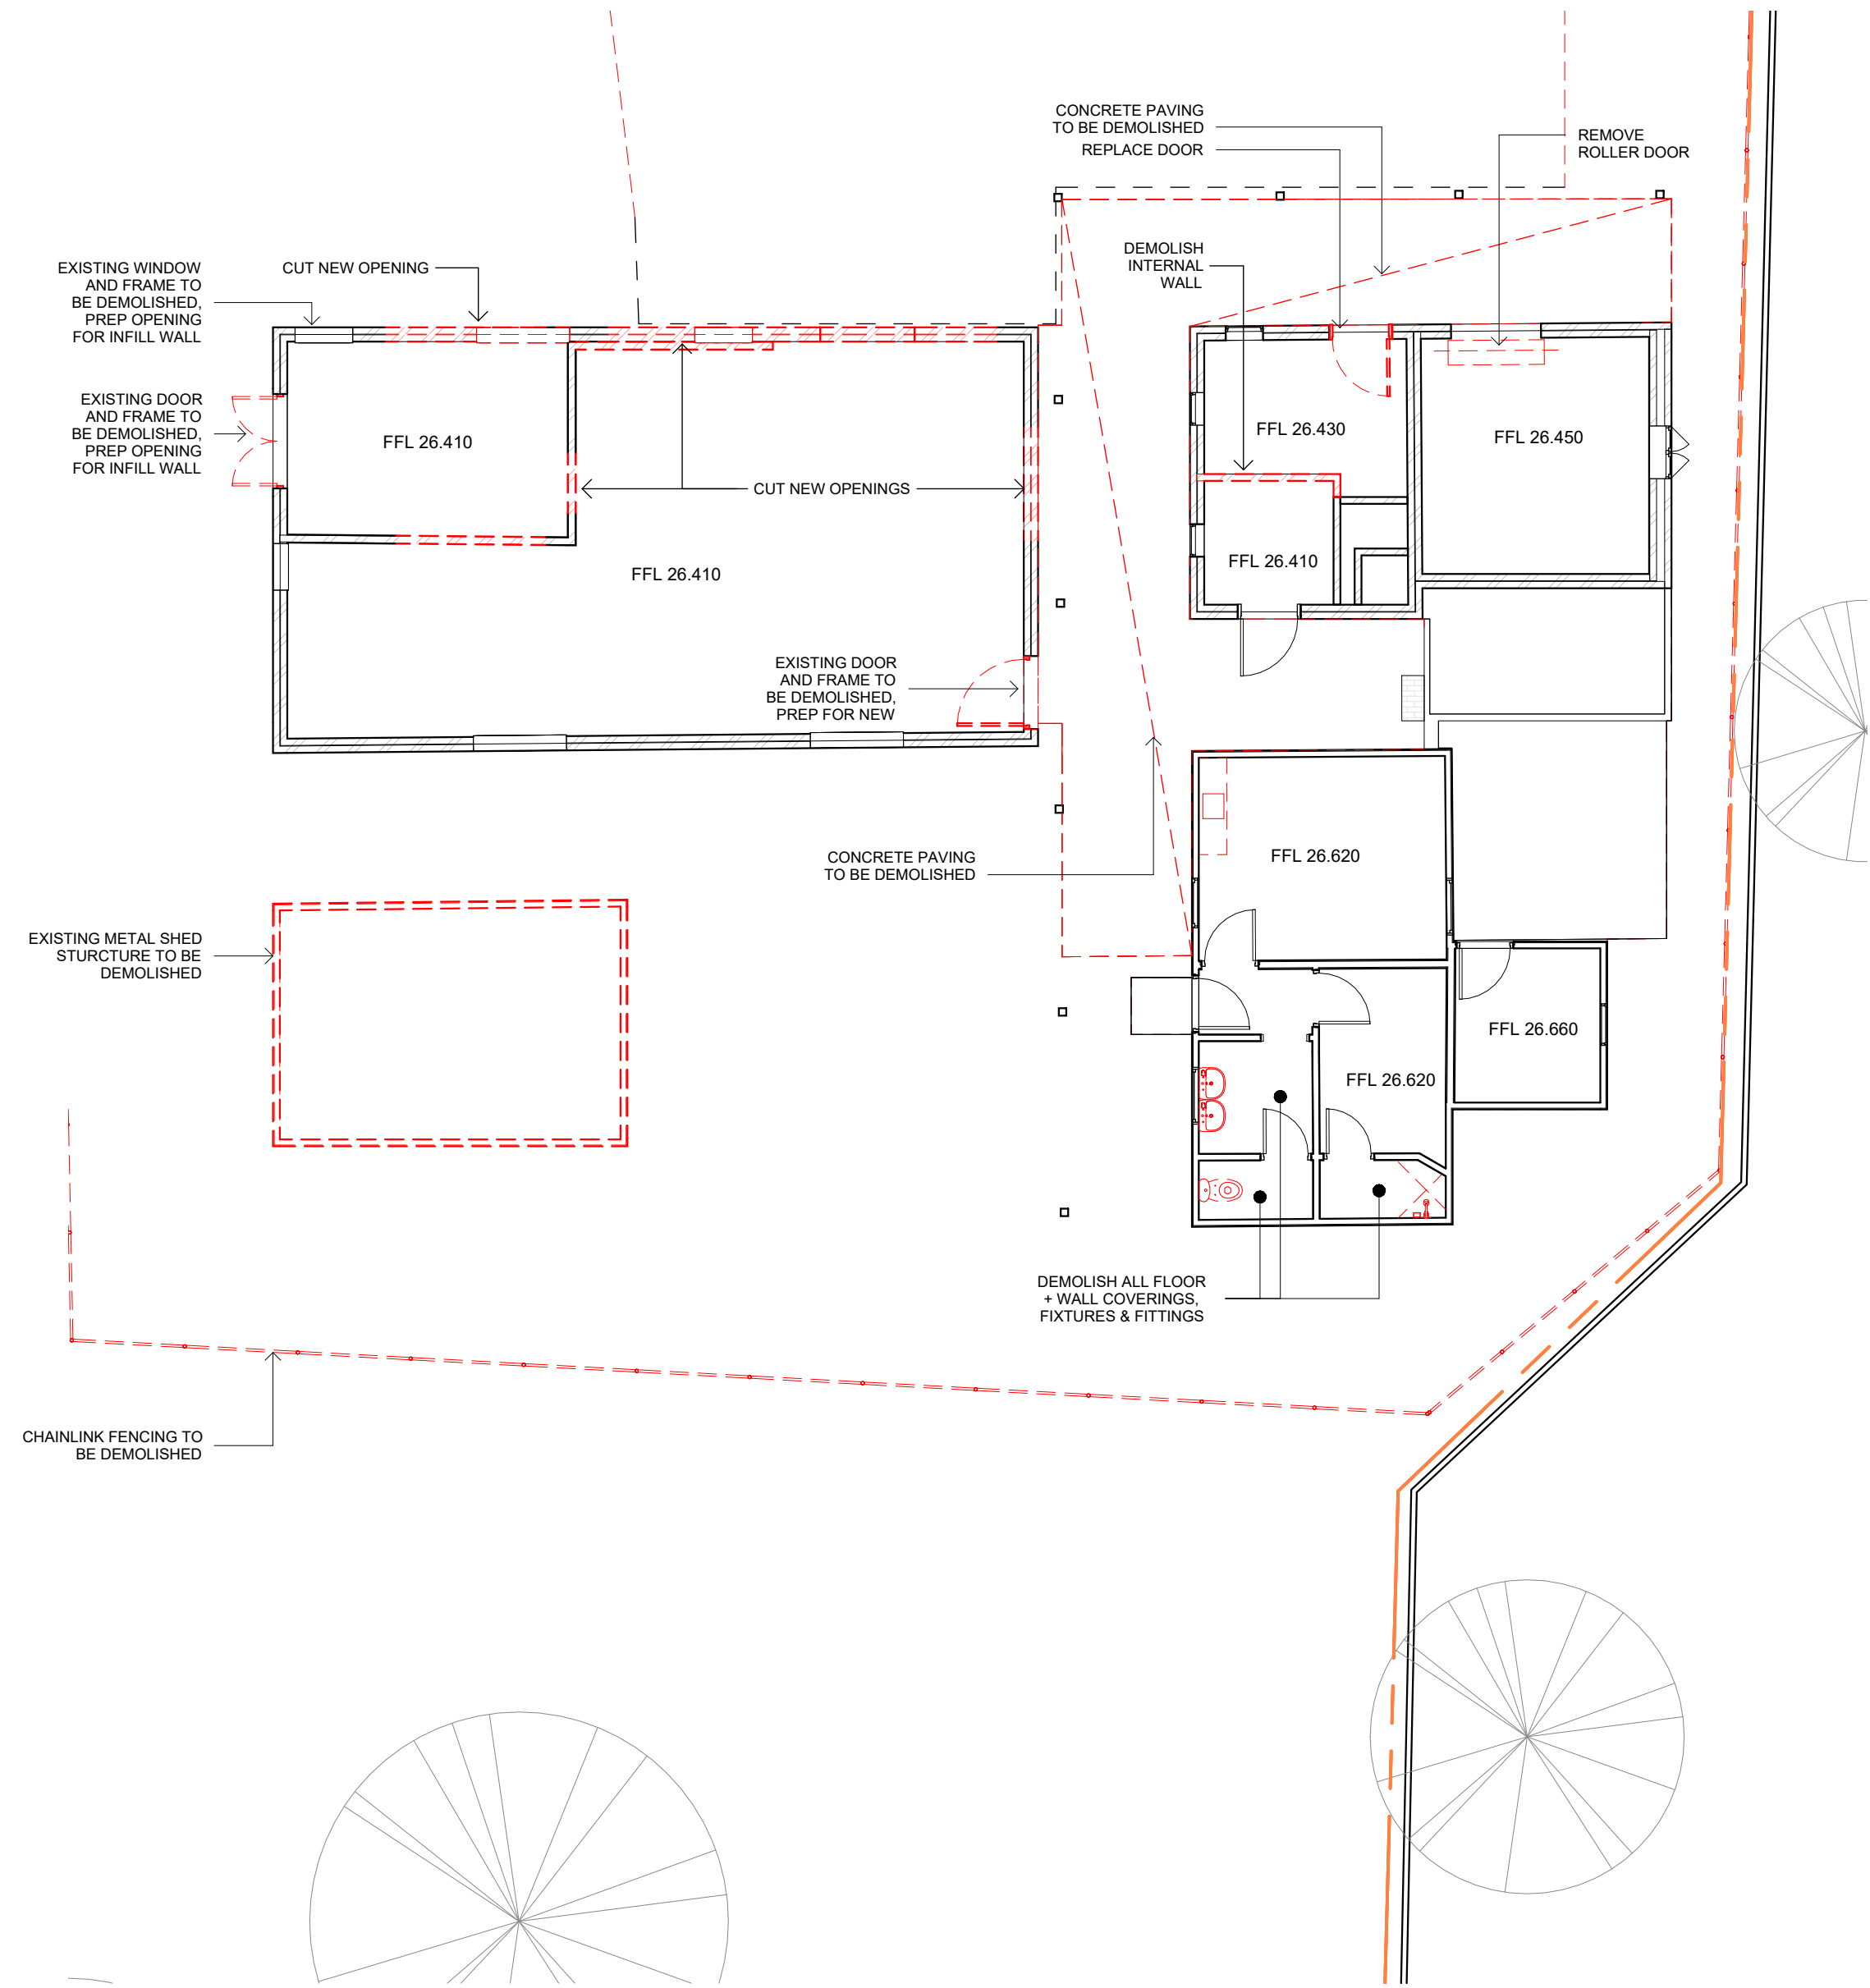 CONCRETE PAVING
TO BE DEMOLISHED
REPLACE DOOR
REMOVE
ROLLER DOOR
DEMOLISH
INTERNAL
WALL
EXISTING WINDOW
AND FRAME TO
BE DEMOLISHED,
PREP OPENING
FOR INFILL WALL
CUT NEW OPENING
EXISTING DOOR
AND FRAME TO
BE DEMOLISHED,
PREP OPENING
FOR INFILL WALL
FFL 26.410
FFL 26.430
FFL 26.450
CUT NEW OPENINGS
FFL 26.410
FFL 26.410
EXISTING DOOR
AND FRAME TO
BE DEMOLISHED,
PREP FOR NEW
CONCRETE PAVING
TO BE DEMOLISHED
FFL 26.620
EXISTING METAL SHED
STURCTURE TO BE
DEMOLISHED
FFL 26.660
FFL 26.620
DEMOLISH ALL FLOOR
+ WALL COVERINGS,
FIXTURES & FITTINGS
CHAINLINK FENCING TO
BE DEMOLISHED